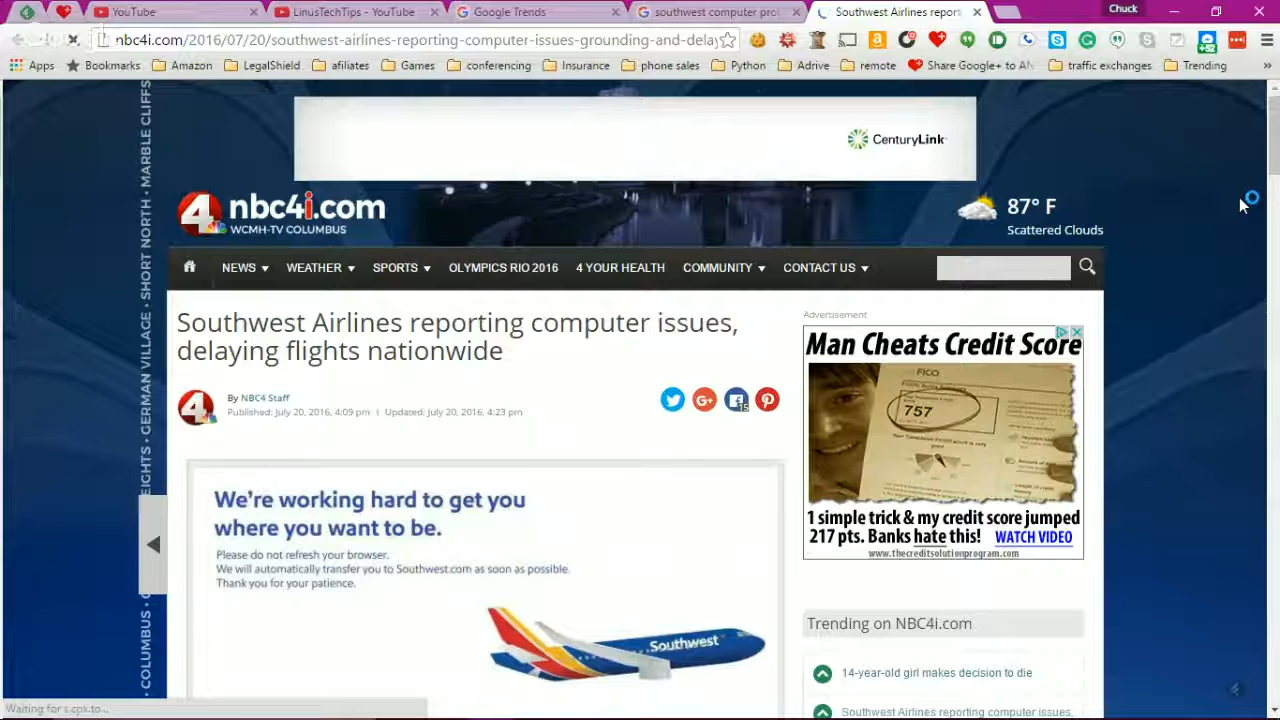 YouTube
LinusTechTips - YouTube
Google Trends
southwest computer pro
Southwest Airlines report
Chuck
nbc4i.com/2016/07/20/southwest-airlines-reporting-computer-issues-grounding-and-dela
+52
Apps
Bookmarks
Amazon
LegalShield
afiliates
Games
conferencing
Insurance
phone sales
Python
Adrive
remote
Share Google+ to
traffic exchanges
Trending
»
CenturyLink
4
nbc4i.com
WCMH-TV COLUMBUS
87° F
Scattered Clouds
NEWS
WEATHER
SPORTS
OLYMPICS RIO 2016
4 YOUR HEALTH
COMMUNITY
CONTACT US
Southwest Airlines reporting computer issues,
delaying flights nationwide
4
By NBC4 Staff
Published: July 20, 2016, 4:09 pm | Updated: July 20, 2016, 4:23 pm
15
We're working hard to get you
where you want to be.
Please do not refresh your browser.
We will automatically transfer you to Southwest.com as soon as possible.
Thank you for your patience.
Southwest
Advertisement
Man Cheats Credit Score
FICO
757
1 simple trick & my credit score jumped
217 pts. Banks hate this! WATCH VIDEO
www.thecreditsolutionprogram.com
Trending on NBC4i.com
14-year-old girl makes decision to die
Southwest Airlines reporting computer issues,
COLUMBUS •
EIGHTS • GERMAN VILLAGE • SHORT NORTH • MARBLE CLIFFS